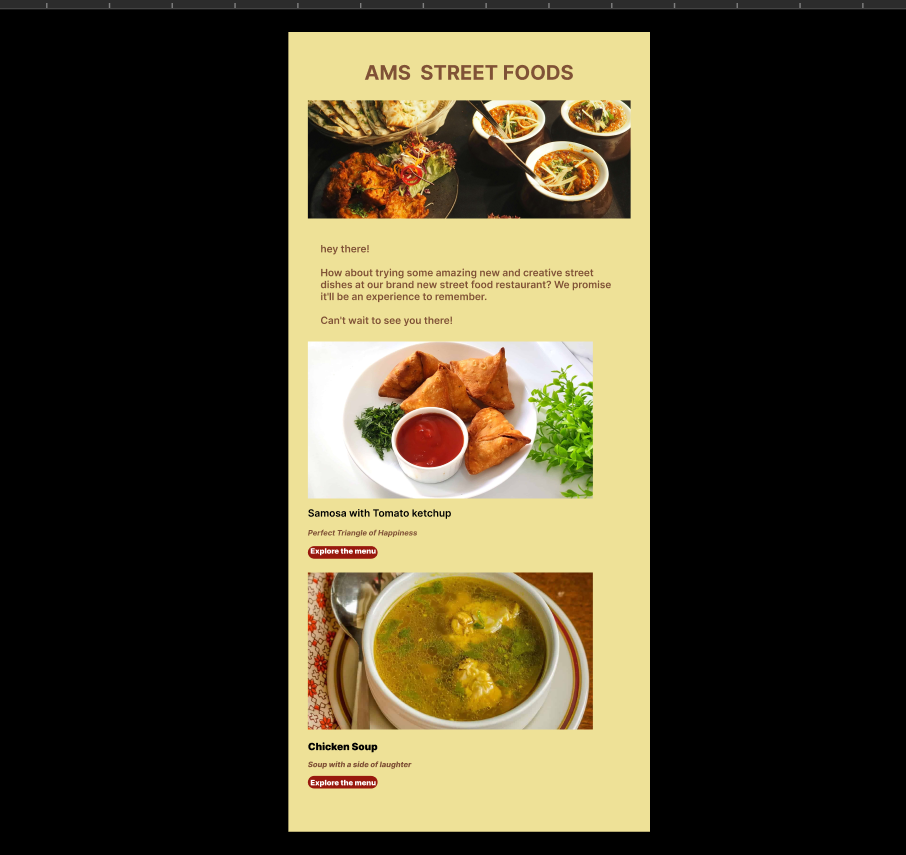 AMS STREET FOODS
hey there!
How about trying some amazing new and creative street
dishes at our brand new street food restaurant? We promise
it'll be an experience to remember.
Can't wait to see you there!
Samosa with Tomato ketchup
Perfect Triangle of Happiness
Explore the menu
Chicken Soup
Soup with a side of laughter
Explore the menu